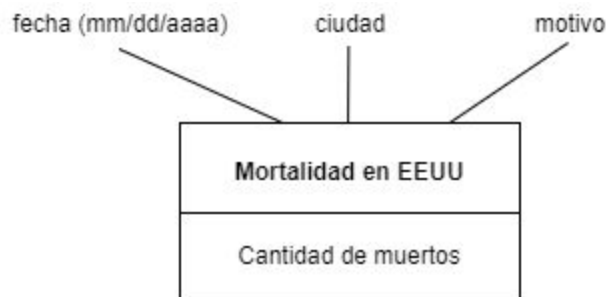 fecha (mm/dd/aaaa) ciudad motivo
Mortalidad en EEUU
Cantidad de muertos